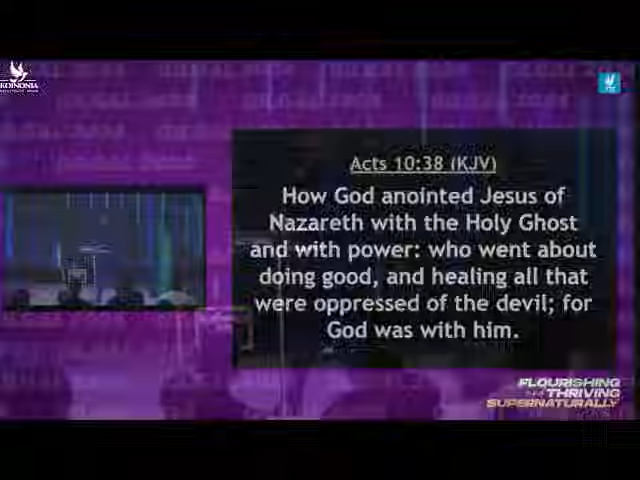 KOINONIA
Acts 10:38 (KJV)
How God anointed Jesus of
Nazareth with the Holy Ghost
and with power: who went about
doing good, and healing all that
were oppressed of the devil; for
God was with him.
FLOURISHING
THRIVING
SUPERNATURALLY